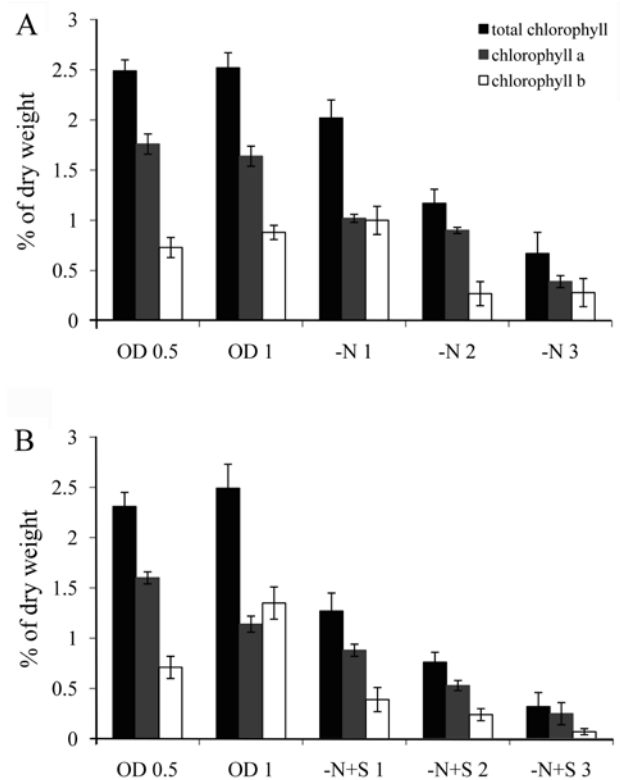 A
total chlorophyll
chlorophyll a
chlorophyll b
% of dry weight
3
2.5
2
1.5
1
0.5
0
OD 0.5 OD 1 -N 1 -N 2 -N 3
B
% of dry weight
3
2.5
2
1.5
1
0.5
0
OD 0.5 OD 1 -N+S 1 -N+S 2 -N+S 3